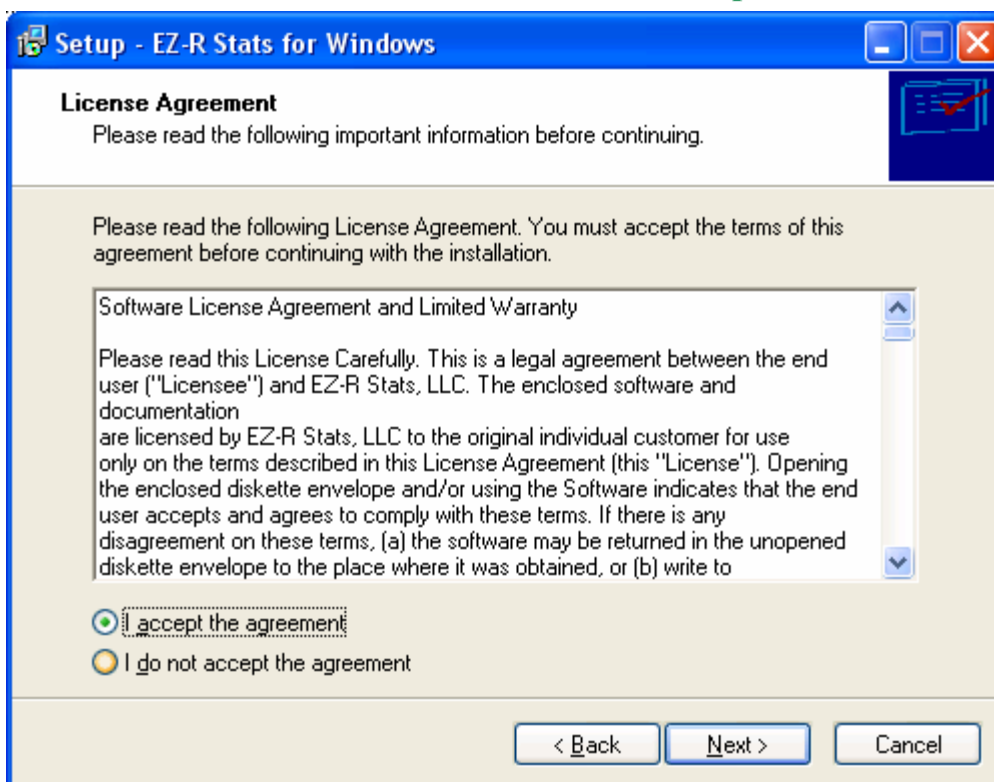 Setup - EZ-R Stats for Windows
License Agreement
Please read the following important information before continuing.
Please read the following License Agreement. You must accept the terms of this
agreement before continuing with the installation.
Software License Agreement and Limited Warranty
Please read this License Carefully. This is a legal agreement between the end
user ("Licensee") and EZ-R Stats, LLC. The enclosed software and
documentation
are licensed by EZ-R Stats, LLC to the original individual customer for use
only on the terms described in this License Agreement (this "License"). Opening
the enclosed diskette envelope and/or using the Software indicates that the end
user accepts and agrees to comply with these terms. If there is any
disagreement on these terms, (a) the software may be returned in the unopened
diskette envelope to the place where it was obtained, or (b) write to
I accept the agreement
I do not accept the agreement
< Back
Next >
Cancel